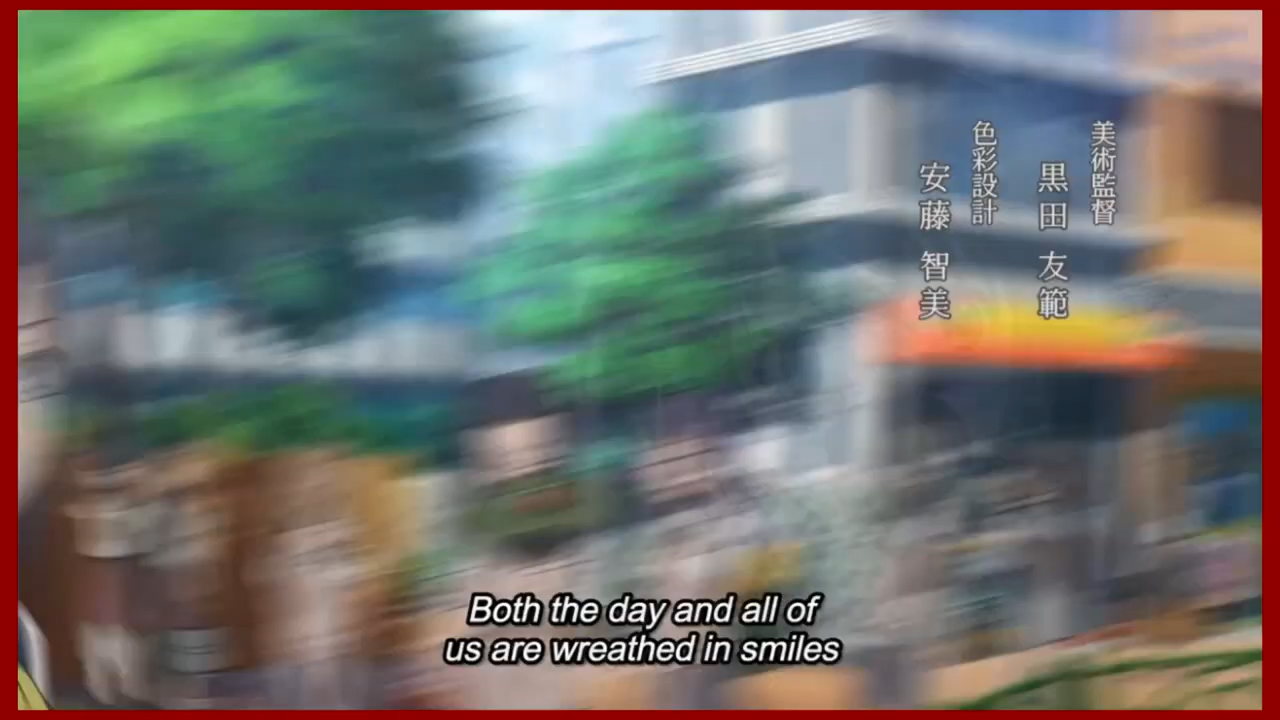 美術監督
黒田 友範
色彩設計
安藤 智美
Both the day and all of
us are wreathed in smiles